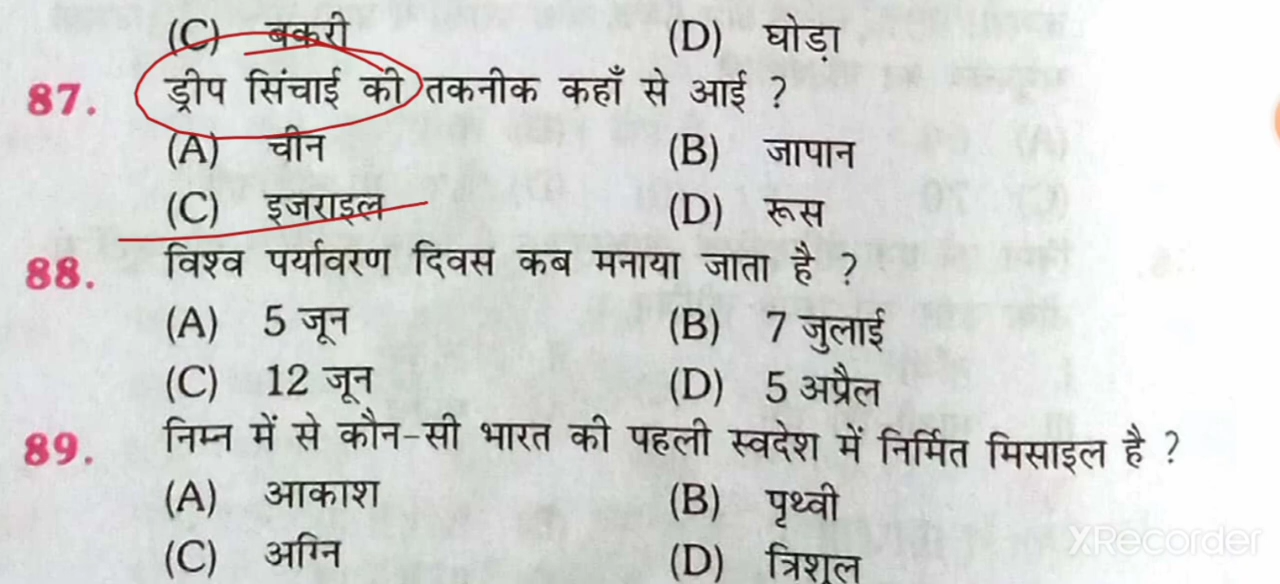 (C) बकरी (D) घोड़ा
87. ड्रीप सिंचाई की तकनीक कहाँ से आई ?
(A) चीन (B) जापान
(C) इजराइल (D) रूस
88. विश्व पर्यावरण दिवस कब मनाया जाता है ?
(A) 5 जून (B) 7 जुलाई
(C) 12 जून (D) 5 अप्रैल
89. निम्न में से कौन-सी भारत की पहली स्वदेश में निर्मित मिसाइल है ?
(A) आकाश (B) पृथ्वी
(C) अग्नि (D) त्रिशूल
XRecorder